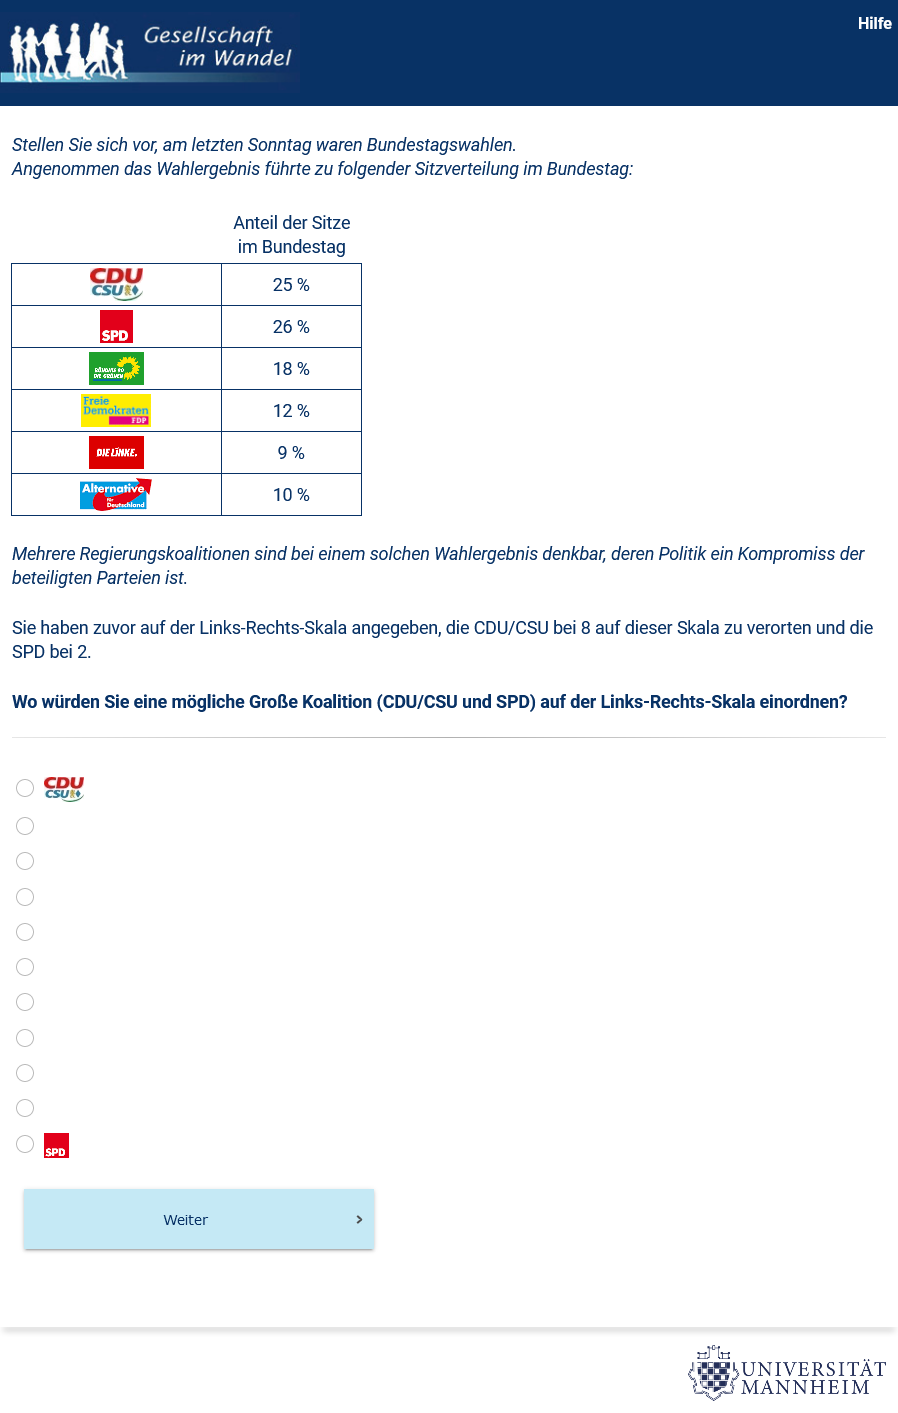 Gesellschaft
im Wandel
Hilfe
Stellen Sie sich vor, am letzten Sonntag waren Bundestagswahlen.
Angenommen das Wahlergebnis führte zu folgender Sitzverteilung im Bundestag:
Anteil der Sitze
im Bundestag
CDU
CSU
25 %
SPD
26 %
BÜNDNIS 90
DIE GRÜNEN
18 %
Freie
Demokraten
FDP
12 %
DIE LINKE.
9 %
Alternative
für
Deutschland
10 %
Mehrere Regierungskoalitionen sind bei einem solchen Wahlergebnis denkbar, deren Politik ein Kompromiss der
beteiligten Parteien ist.
Sie haben zuvor auf der Links-Rechts-Skala angegeben, die CDU/CSU bei 8 auf dieser Skala zu verorten und die
SPD bei 2.
Wo würden Sie eine mögliche Große Koalition (CDU/CSU und SPD) auf der Links-Rechts-Skala einordnen?
CDU
CSU
SPD
Weiter
UNIVERSITÄT
MANNHEIM